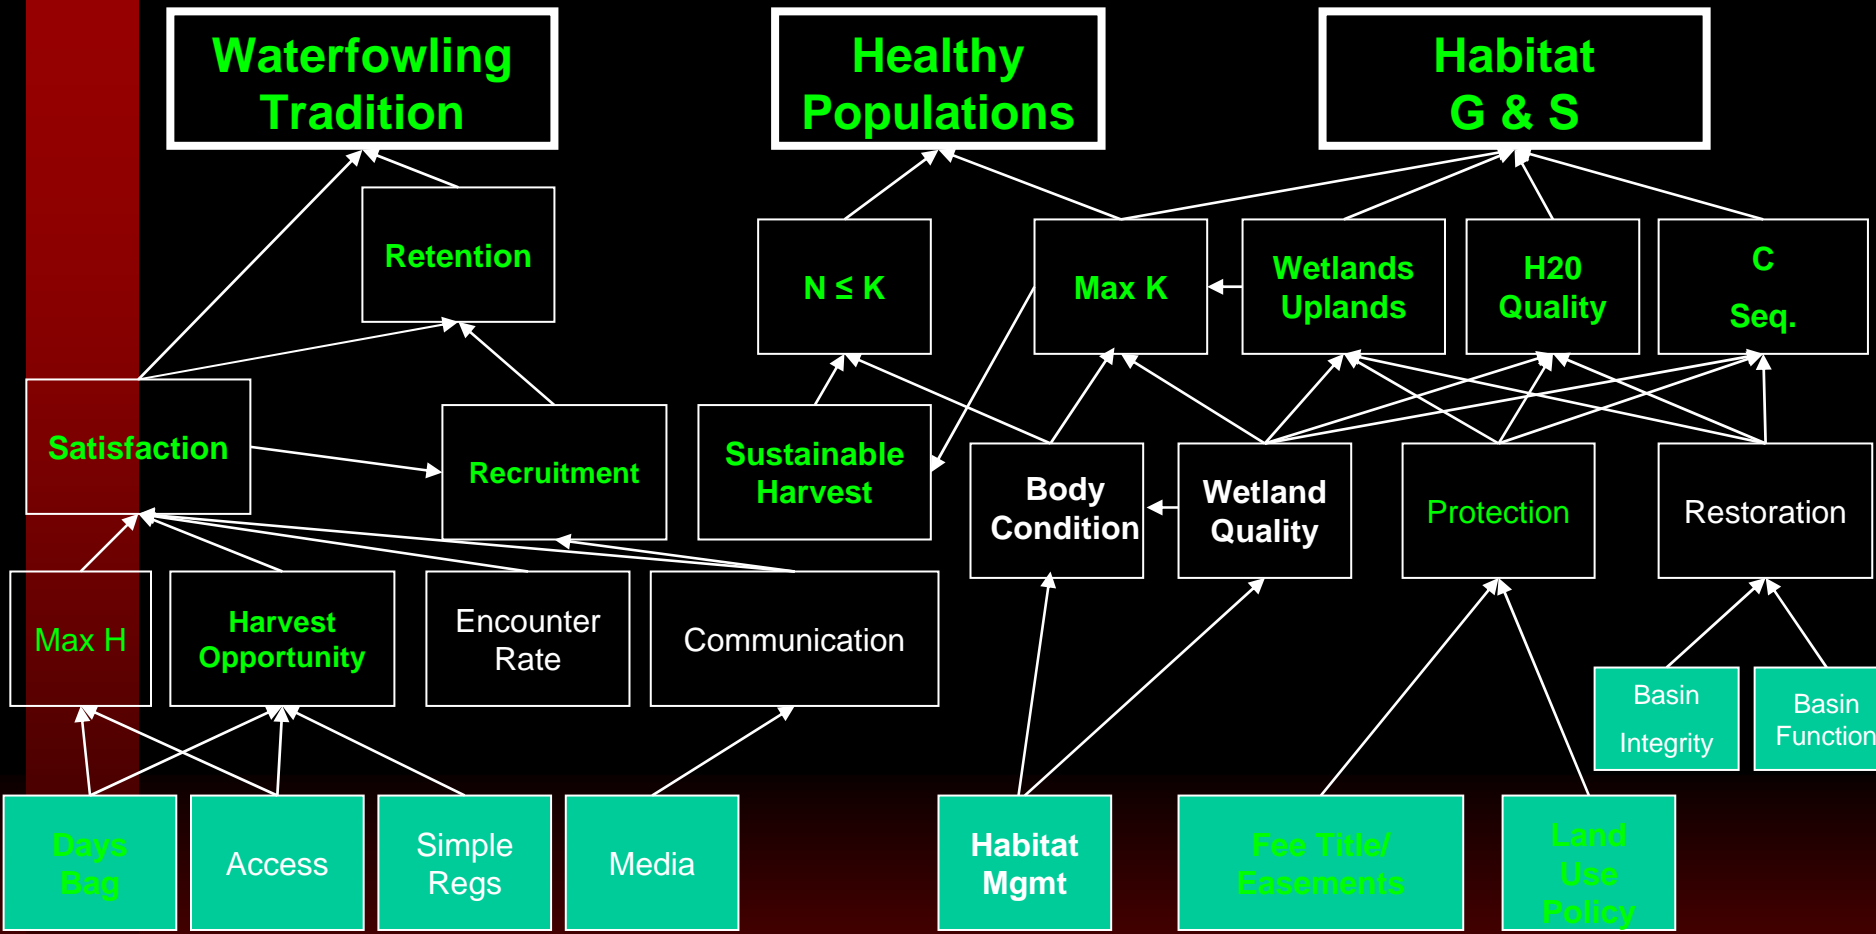 Waterfowling
Tradition
Healthy
Populations
Habitat
G & S
Retention
N ≤ K
Max K
Wetlands
Uplands
H20
Quality
C
Seq.
Satisfaction
Recruitment
Sustainable
Harvest
Body
Condition
Wetland
Quality
Protection
Restoration
Max H
Harvest
Opportunity
Encounter
Rate
Communication
Basin
Integrity
Basin
Function
Days
Bag
Access
Simple
Regs
Media
Habitat
Mgmt
Fee Title/
Easements
Land
Use
Policy